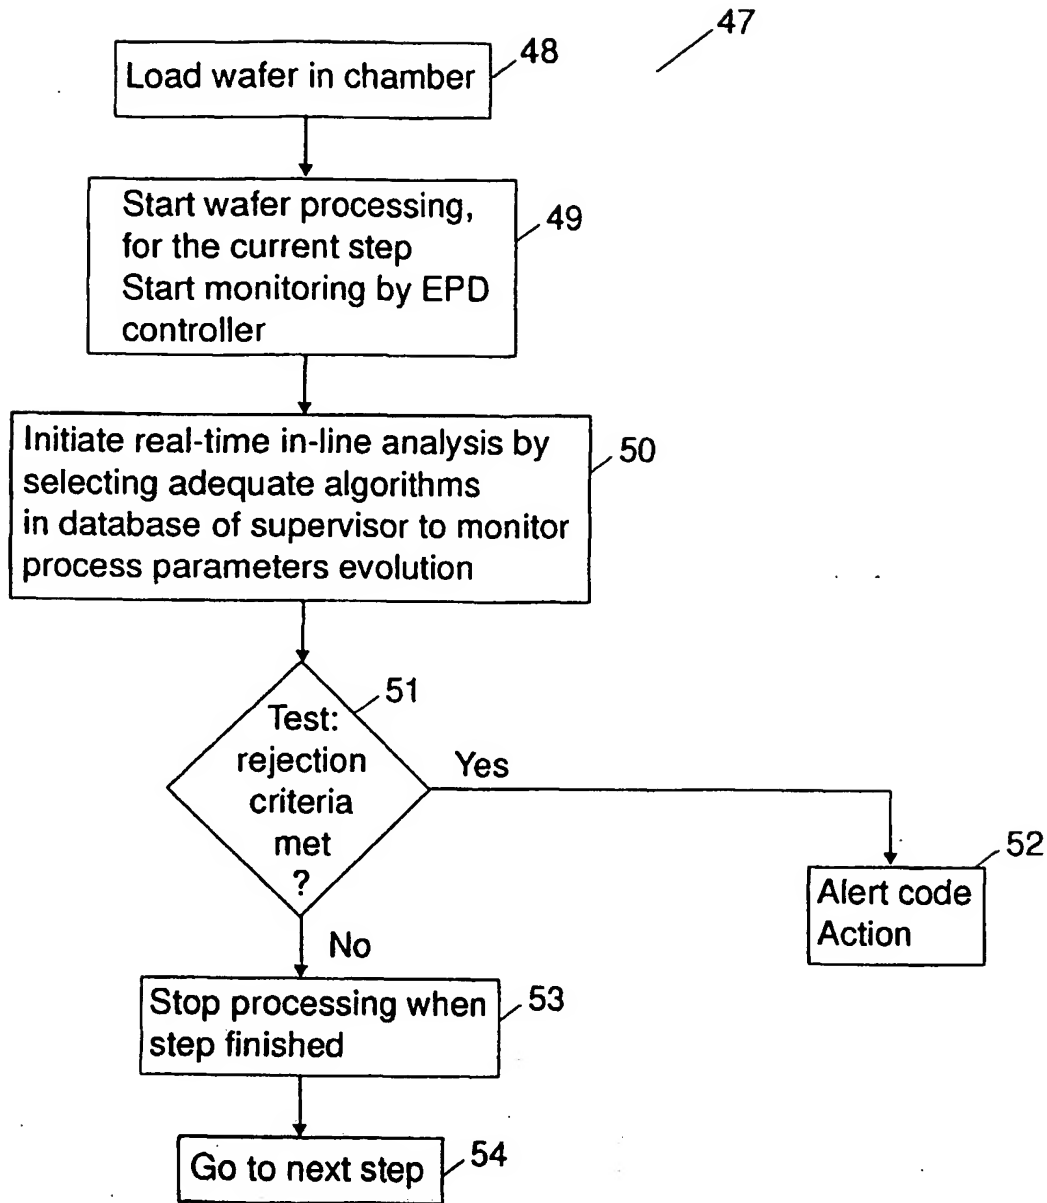 47
Load wafer in chamber
48
Start wafer processing,
for the current step
Start monitoring by EPD
controller
49
Initiate real-time in-line analysis by
selecting adequate algorithms
in database of supervisor to monitor
process parameters evolution
50
Test:
rejection
criteria
met
?
51
Yes
Alert code
Action
52
No
Stop processing when
step finished
53
Go to next step
54